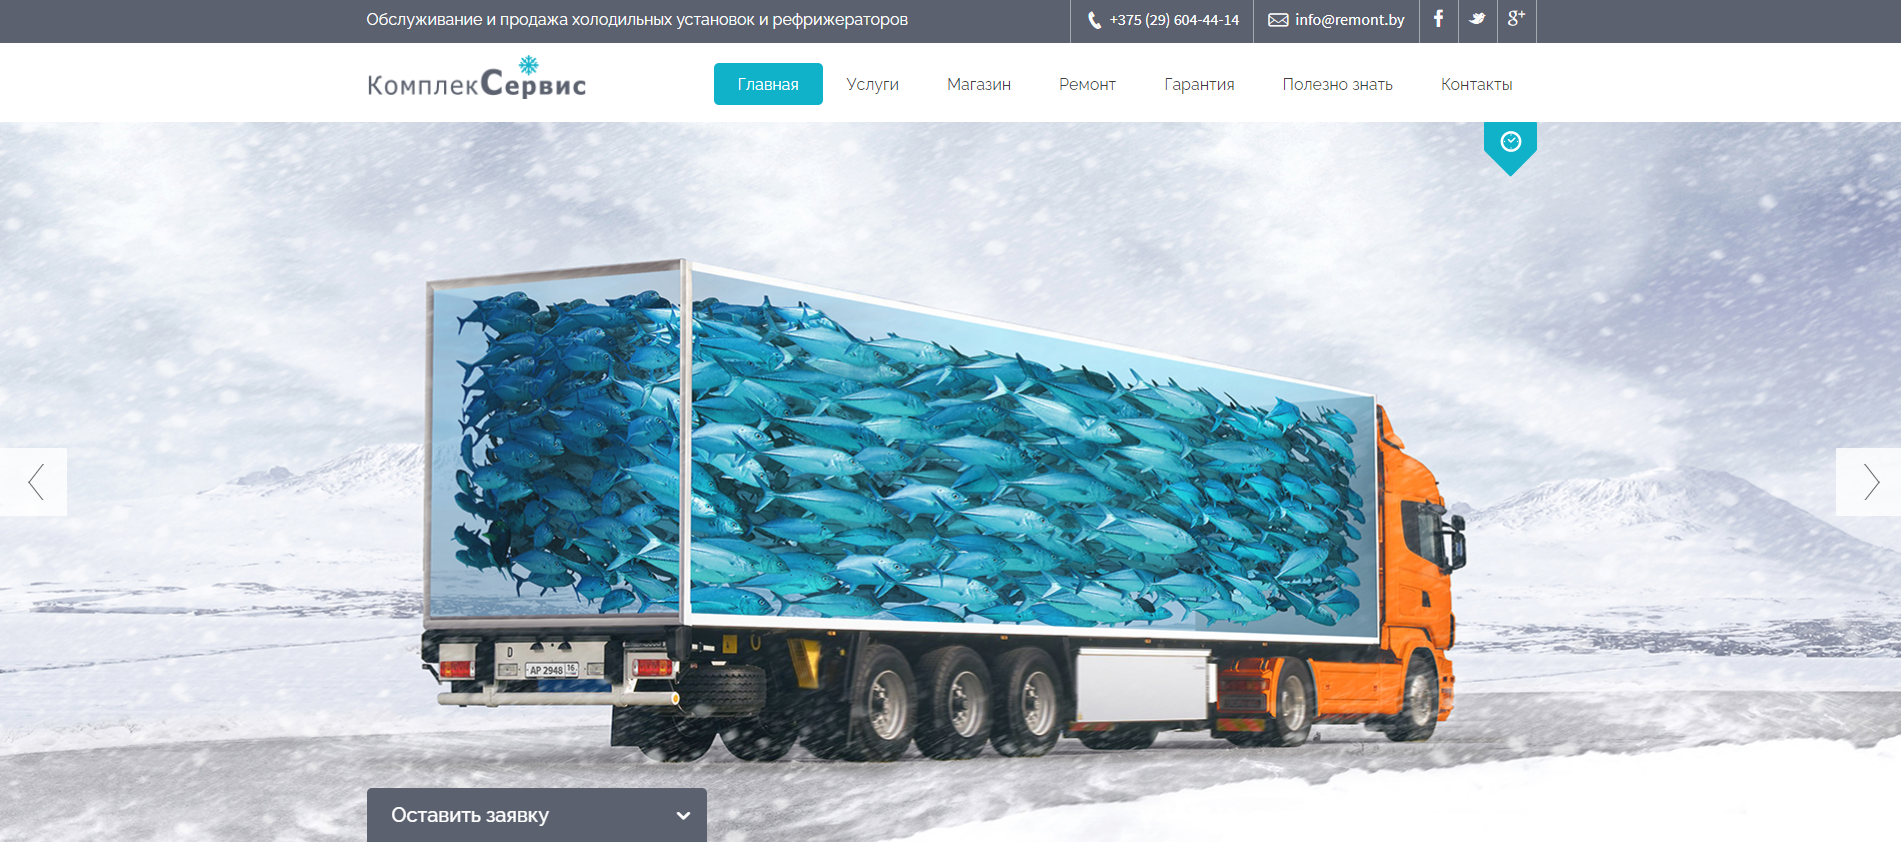 Обслуживание и продажа холодильных установок и рефрижераторов
+375 (29) 604-44-14
info@remont.by
КомплекСервис
Главная
Услуги
Магазин
Ремонт
Гарантия
Полезно знать
Контакты
D
AP 2948 16
Оставить заявку